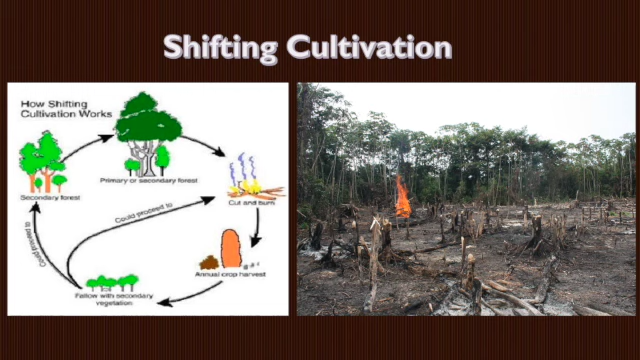 Shifting Cultivation
How Shifting
Cultivation Works
Primary or secondary forest
Secondary forest
Cut and burn
Could proceed to
Could proceed to
Annual crop harvest
Fallow with secondary
vegetation